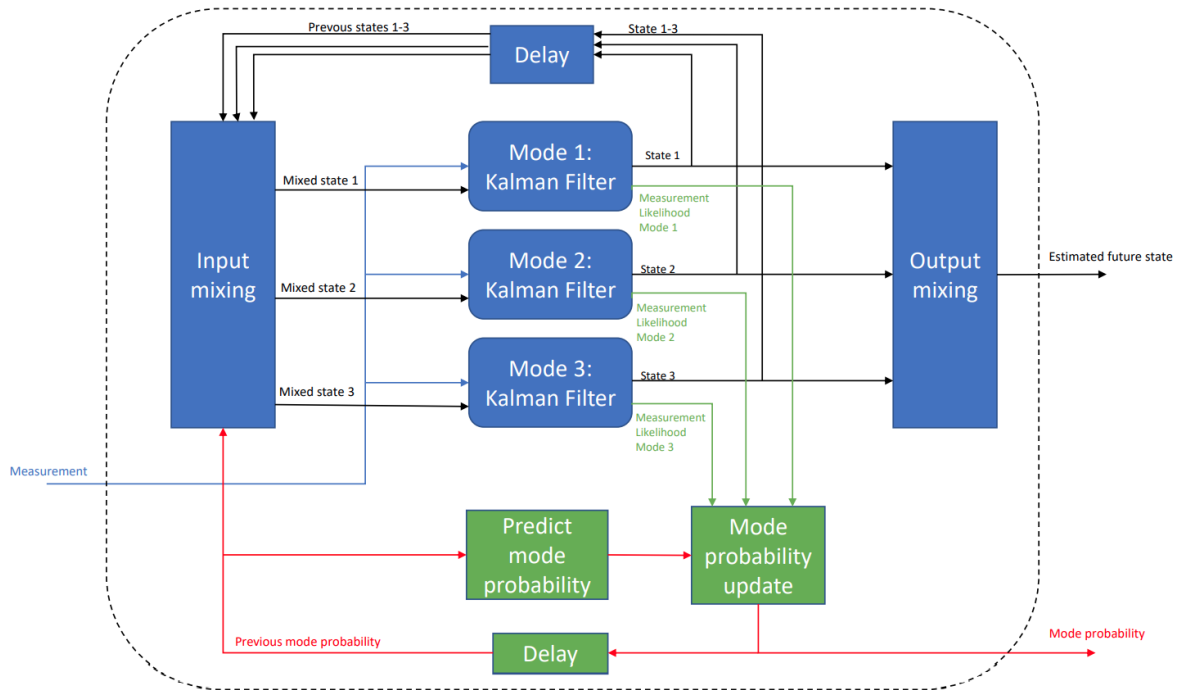 Prevous states 1-3
State 1-3
Delay
Mode 1:
Kalman Filter
State 1
Mixed state 1
Measurement
Likelihood
Mode 1
Input
mixing
Mode 2:
Kalman Filter
State 2
Output
mixing
Estimated future state
Mixed state 2
Measurement
Likelihood
Mode 2
Mode 3:
Kalman Filter
State 3
Mixed state 3
Measurement
Likelihood
Mode 3
Measurement
Predict
mode
probability
Mode
probability
update
Previous mode probability
Delay
Mode probability